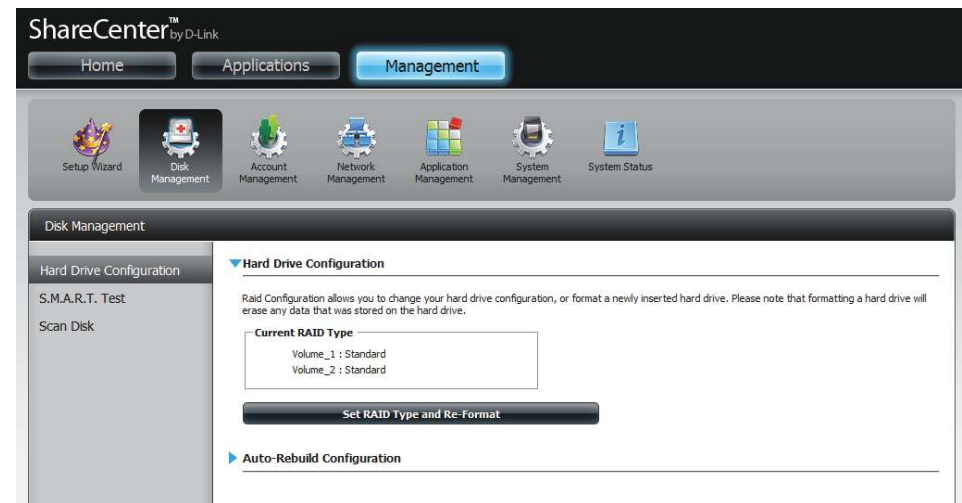 ShareCenter™ by D-Link
Home Applications Management
Setup Wizard
Disk
Management
Account
Management
Network
Management
Application
Management
System
Management
System Status
Disk Management
Hard Drive Configuration
S.M.A.R.T. Test
Scan Disk
Hard Drive Configuration
Raid Configuration allows you to change your hard drive configuration, or format a newly inserted hard drive. Please note that formatting a hard drive will
erase any data that was stored on the hard drive.
Current RAID Type
Volume_1 : Standard
Volume_2 : Standard
Set RAID Type and Re-Format
Auto-Rebuild Configuration